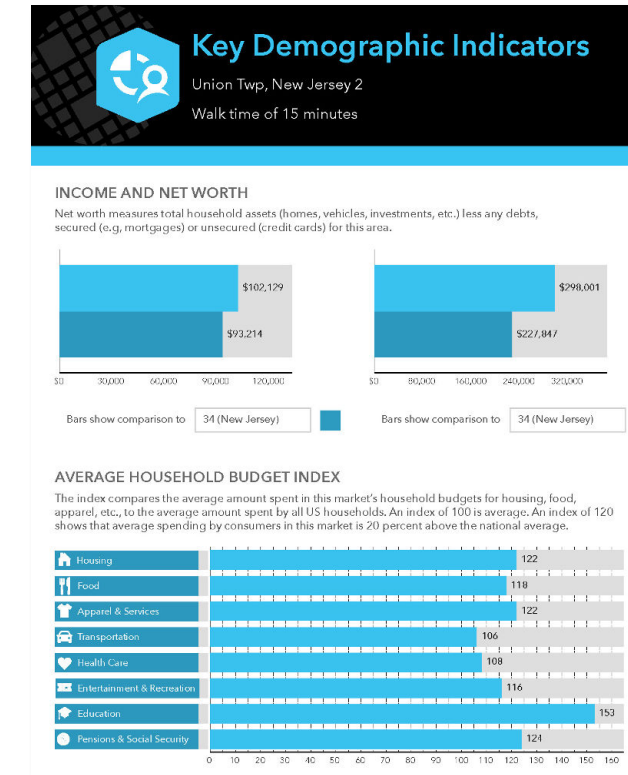 Key Demographic Indicators
Union Twp, New Jersey 2
Walk time of 15 minutes
INCOME AND NET WORTH
Net worth measures total household assets (homes, vehicles, investments, etc.) less any debts,
secured (e.g, mortgages) or unsecured (credit cards) for this area.
$102,129
$93,214
$0 30,000 60,000 90,000 120,000
Bars show comparison to 34 (New Jersey)
$298,001
$227,847
$0 80,000 160,000 240,000 320,000
Bars show comparison to 34 (New Jersey)
AVERAGE HOUSEHOLD BUDGET INDEX
The index compares the average amount spent in this market's household budgets for housing, food,
apparel, etc., to the average amount spent by all US households. An index of 100 is average. An index of 120
shows that average spending by consumers in this market is 20 percent above the national average.
Housing 122
Food 118
Apparel & Services 122
Transportation 106
Health Care 108
Entertainment & Recreation 116
Education 153
Pensions & Social Security 124
0 10 20 30 40 50 60 70 80 90 100 110 120 130 140 150 160